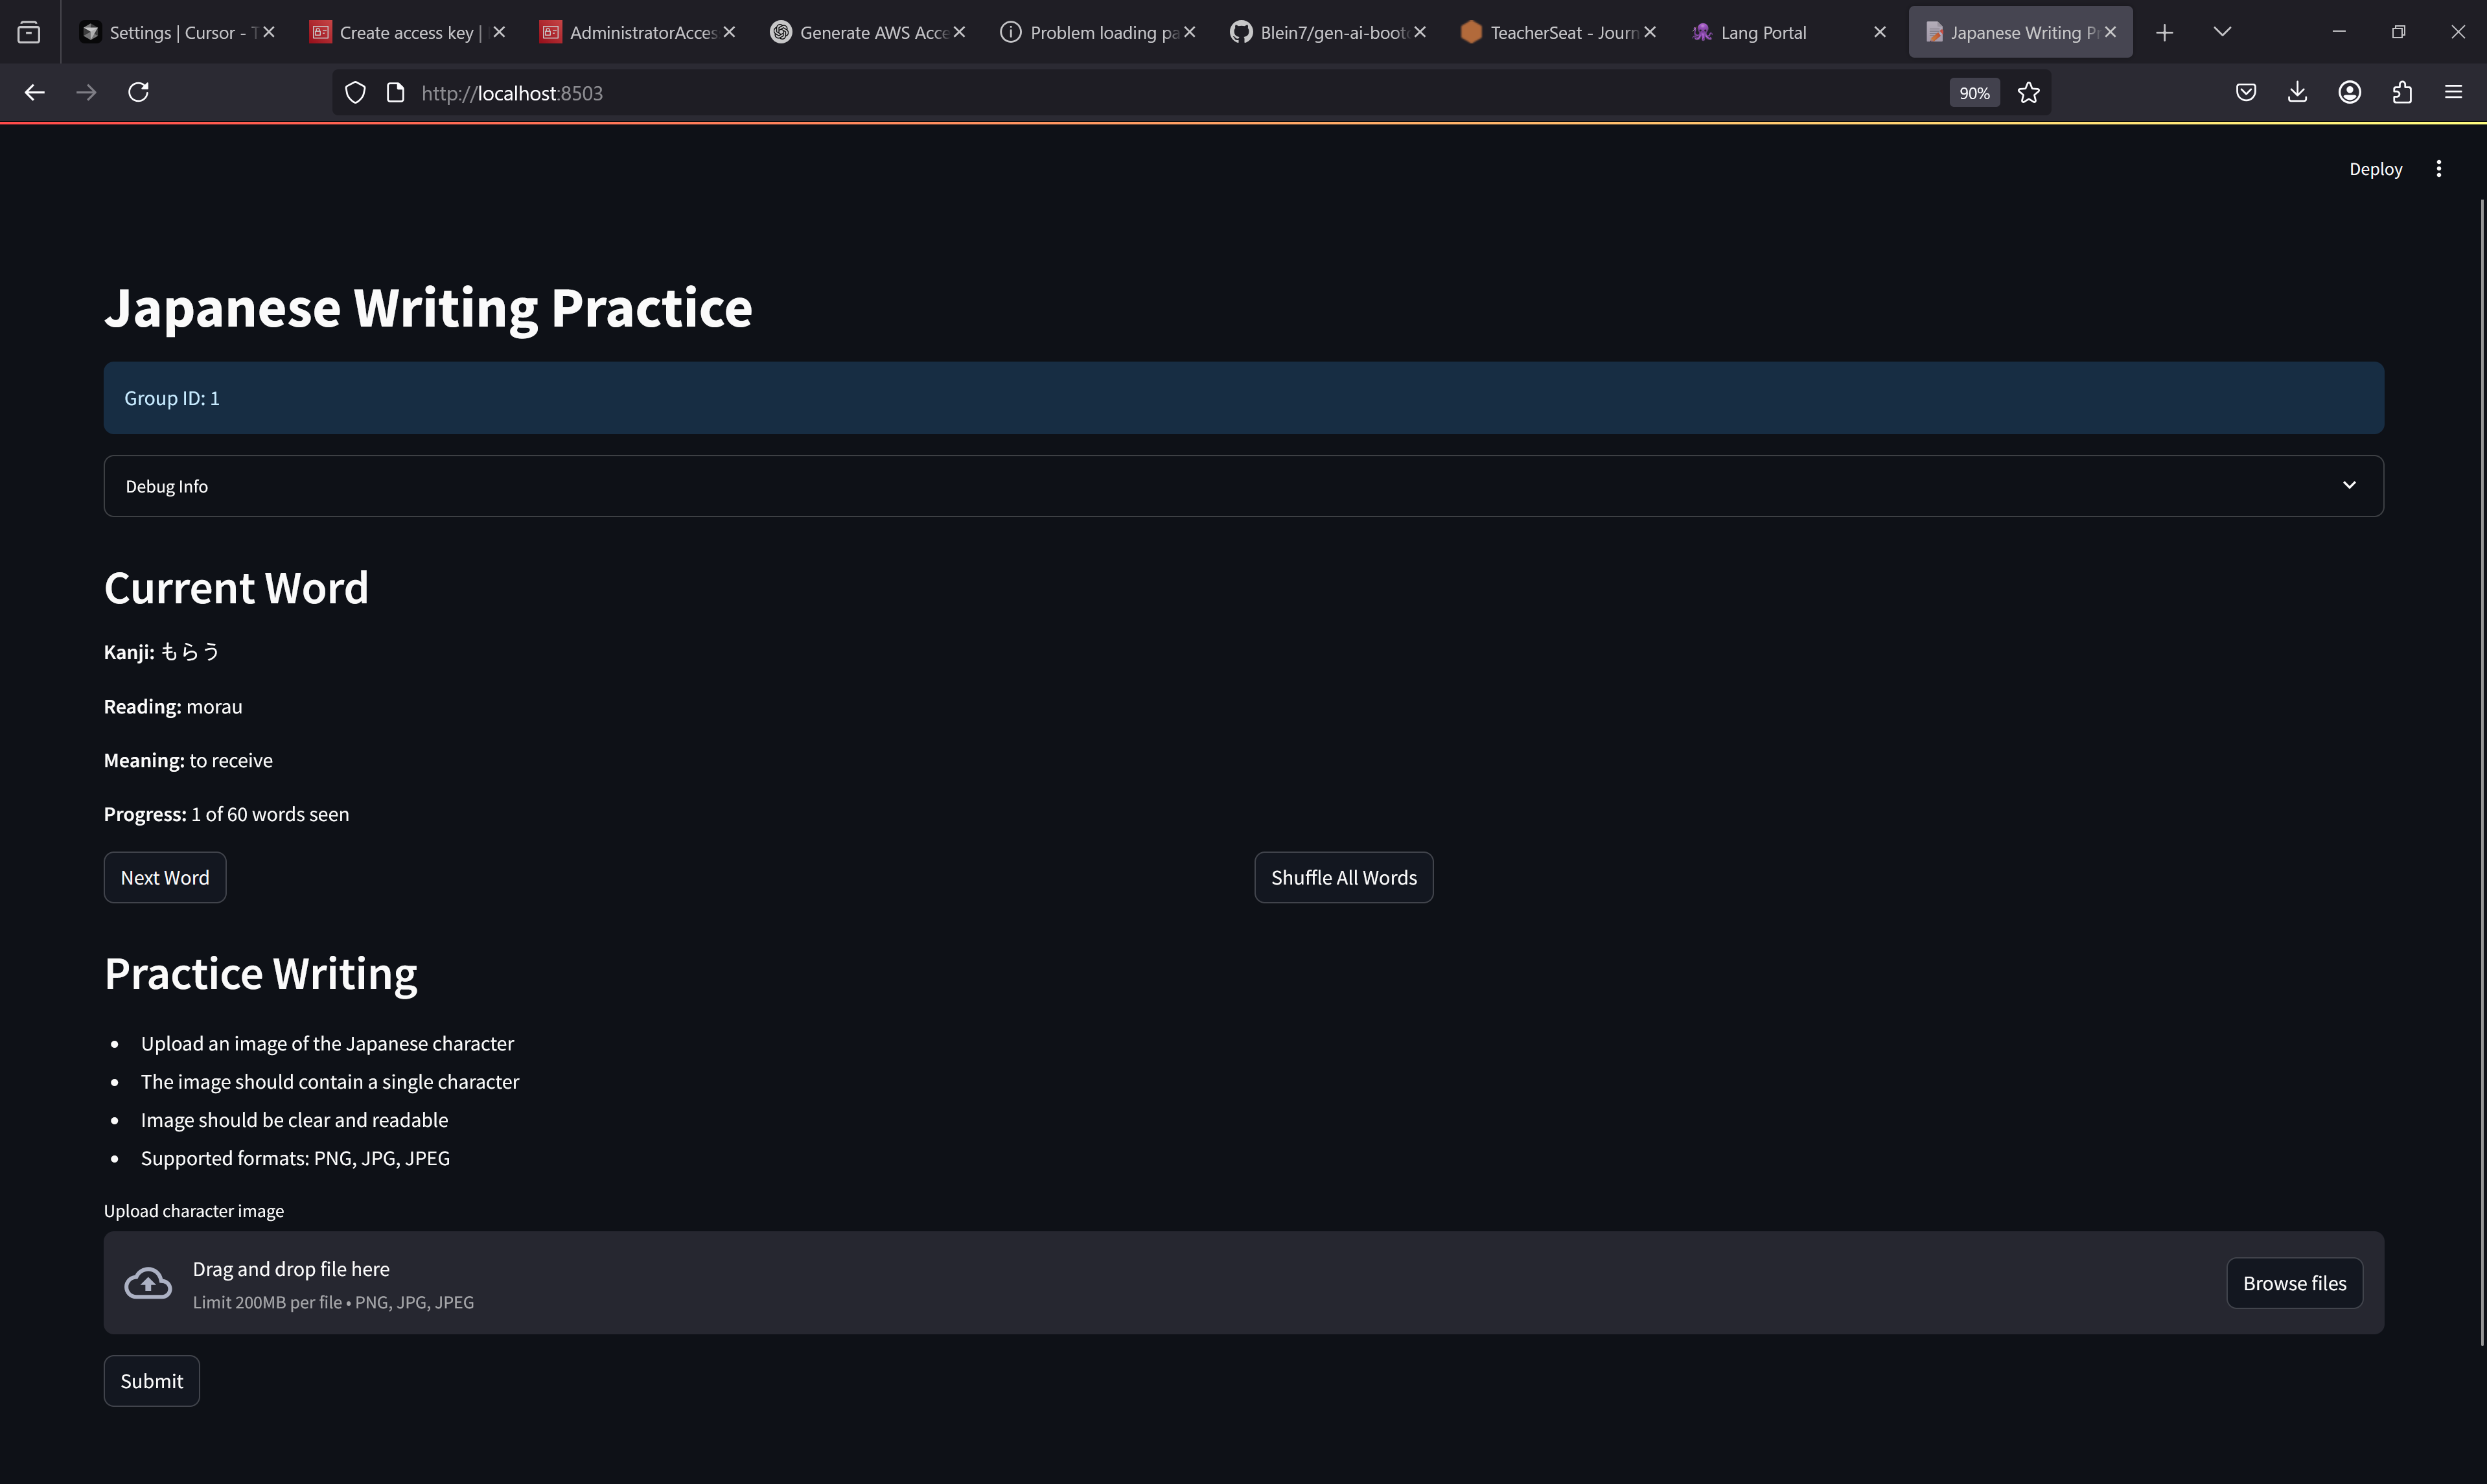 Settings | Cursor - T
Create access key |
AdministratorAcces
Generate AWS Acce
Problem loading pa
Blein7/gen-ai-boot
TeacherSeat - Journ
Lang Portal
Japanese Writing Pr
http://localhost:8503
90%
Deploy
Japanese Writing Practice
Group ID: 1
Debug Info
Current Word
Kanji: もらう
Reading: morau
Meaning: to receive
Progress: 1 of 60 words seen
Next Word
Shuffle All Words
Practice Writing
Upload an image of the Japanese character
The image should contain a single character
Image should be clear and readable
Supported formats: PNG, JPG, JPEG
Upload character image
Drag and drop file here
Limit 200MB per file • PNG, JPG, JPEG
Browse files
Submit